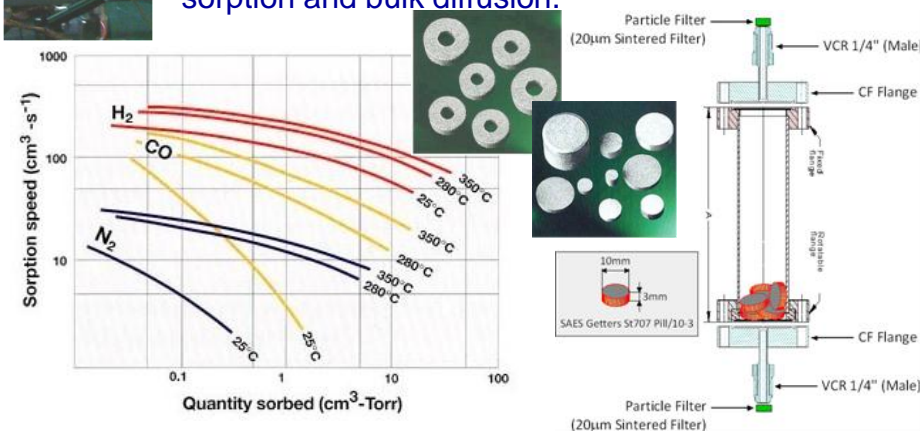 sorption and bulk diffusion.
1000
100
10
Sorption speed (cm³ -s⁻¹)
H₂
CO
N₂
350°C
280°C
25°C
350°C
280°C
350°C
280°C
25°C
25°C
0.1
1
10
100
Quantity sorbed (cm³-Torr)
10mm
3mm
SAES Getters St707 Pill/10-3
Particle Filter
(20μm Sintered Filter)
VCR 1/4" (Male)
CF Flange
Fixed
flange
A
Rotatable
flange
CF Flange
VCR 1/4" (Male)
Particle Filter
(20μm Sintered Filter)